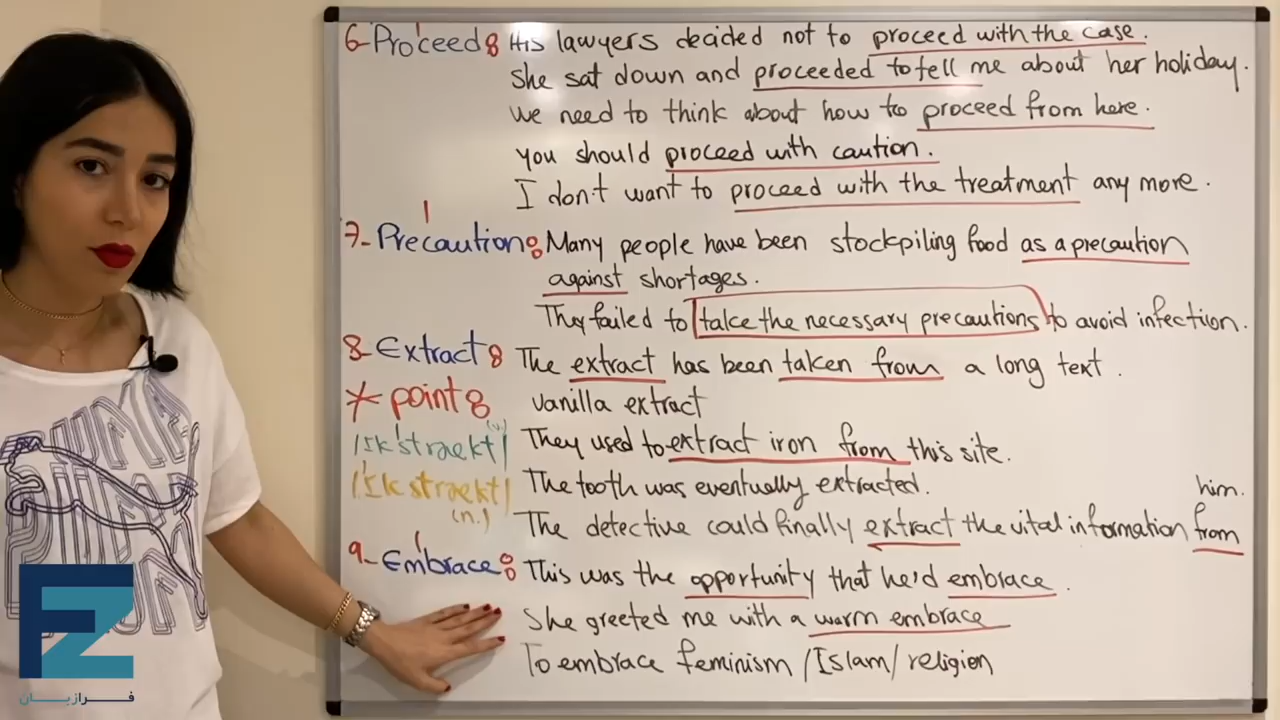 6-Proceed: His lawyers decided not to proceed with the case.
She sat down and proceeded to tell me about her holiday.
we need to think about how to proceed from here.
you should proceed with caution.
I don't want to proceed with the treatment any more.
7- Precaution: Many people have been stockpiling food as a precaution
against shortages.
They failed to take the necessary precautions to avoid infection.
8- Extract: The extract has been taken from a long text.
* point: vanilla extract
/Ik'straekt/ (v.) They used to extract iron from this site.
/'Ikstraekt/ (n.) The tooth was eventually extracted.
The detective could finally extract the vital information from him.
9- Embrace: This was the opportunity that he'd embrace.
She greeted me with a warm embrace
To embrace feminism / Islam / religion
FZ
فرازبان